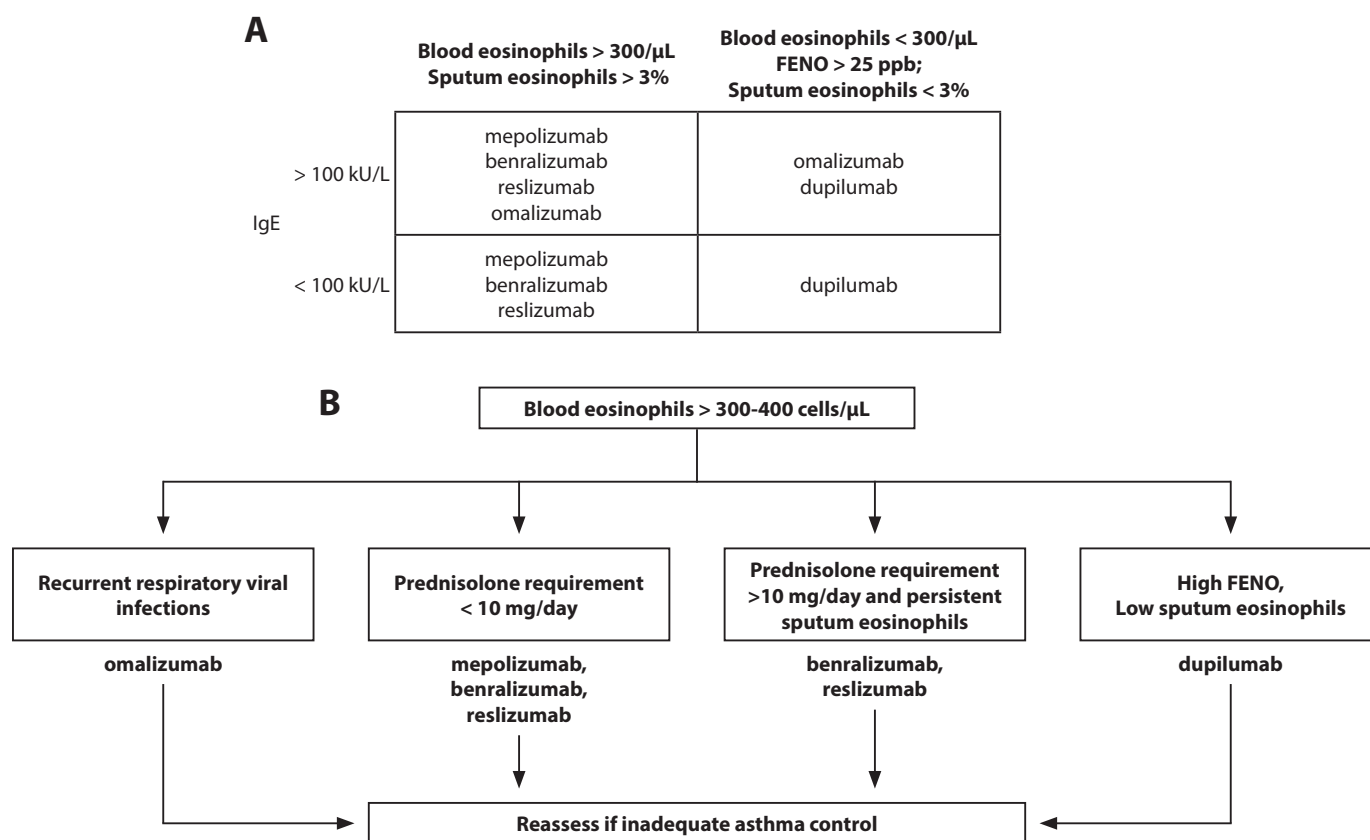 A
Blood eosinophils > 300/µL
Sputum eosinophils > 3%
Blood eosinophils < 300/µL
FENO > 25 ppb;
Sputum eosinophils < 3%
IgE
> 100 kU/L
mepolizumab
benralizumab
reslizumab
omalizumab
omalizumab
dupilumab
< 100 kU/L
mepolizumab
benralizumab
reslizumab
dupilumab
B
Blood eosinophils > 300-400 cells/µL
Recurrent respiratory viral
infections
omalizumab
Prednisolone requirement
< 10 mg/day
mepolizumab,
benralizumab,
reslizumab
Prednisolone requirement
>10 mg/day and persistent
sputum eosinophils
benralizumab,
reslizumab
High FENO,
Low sputum eosinophils
dupilumab
Reassess if inadequate asthma control